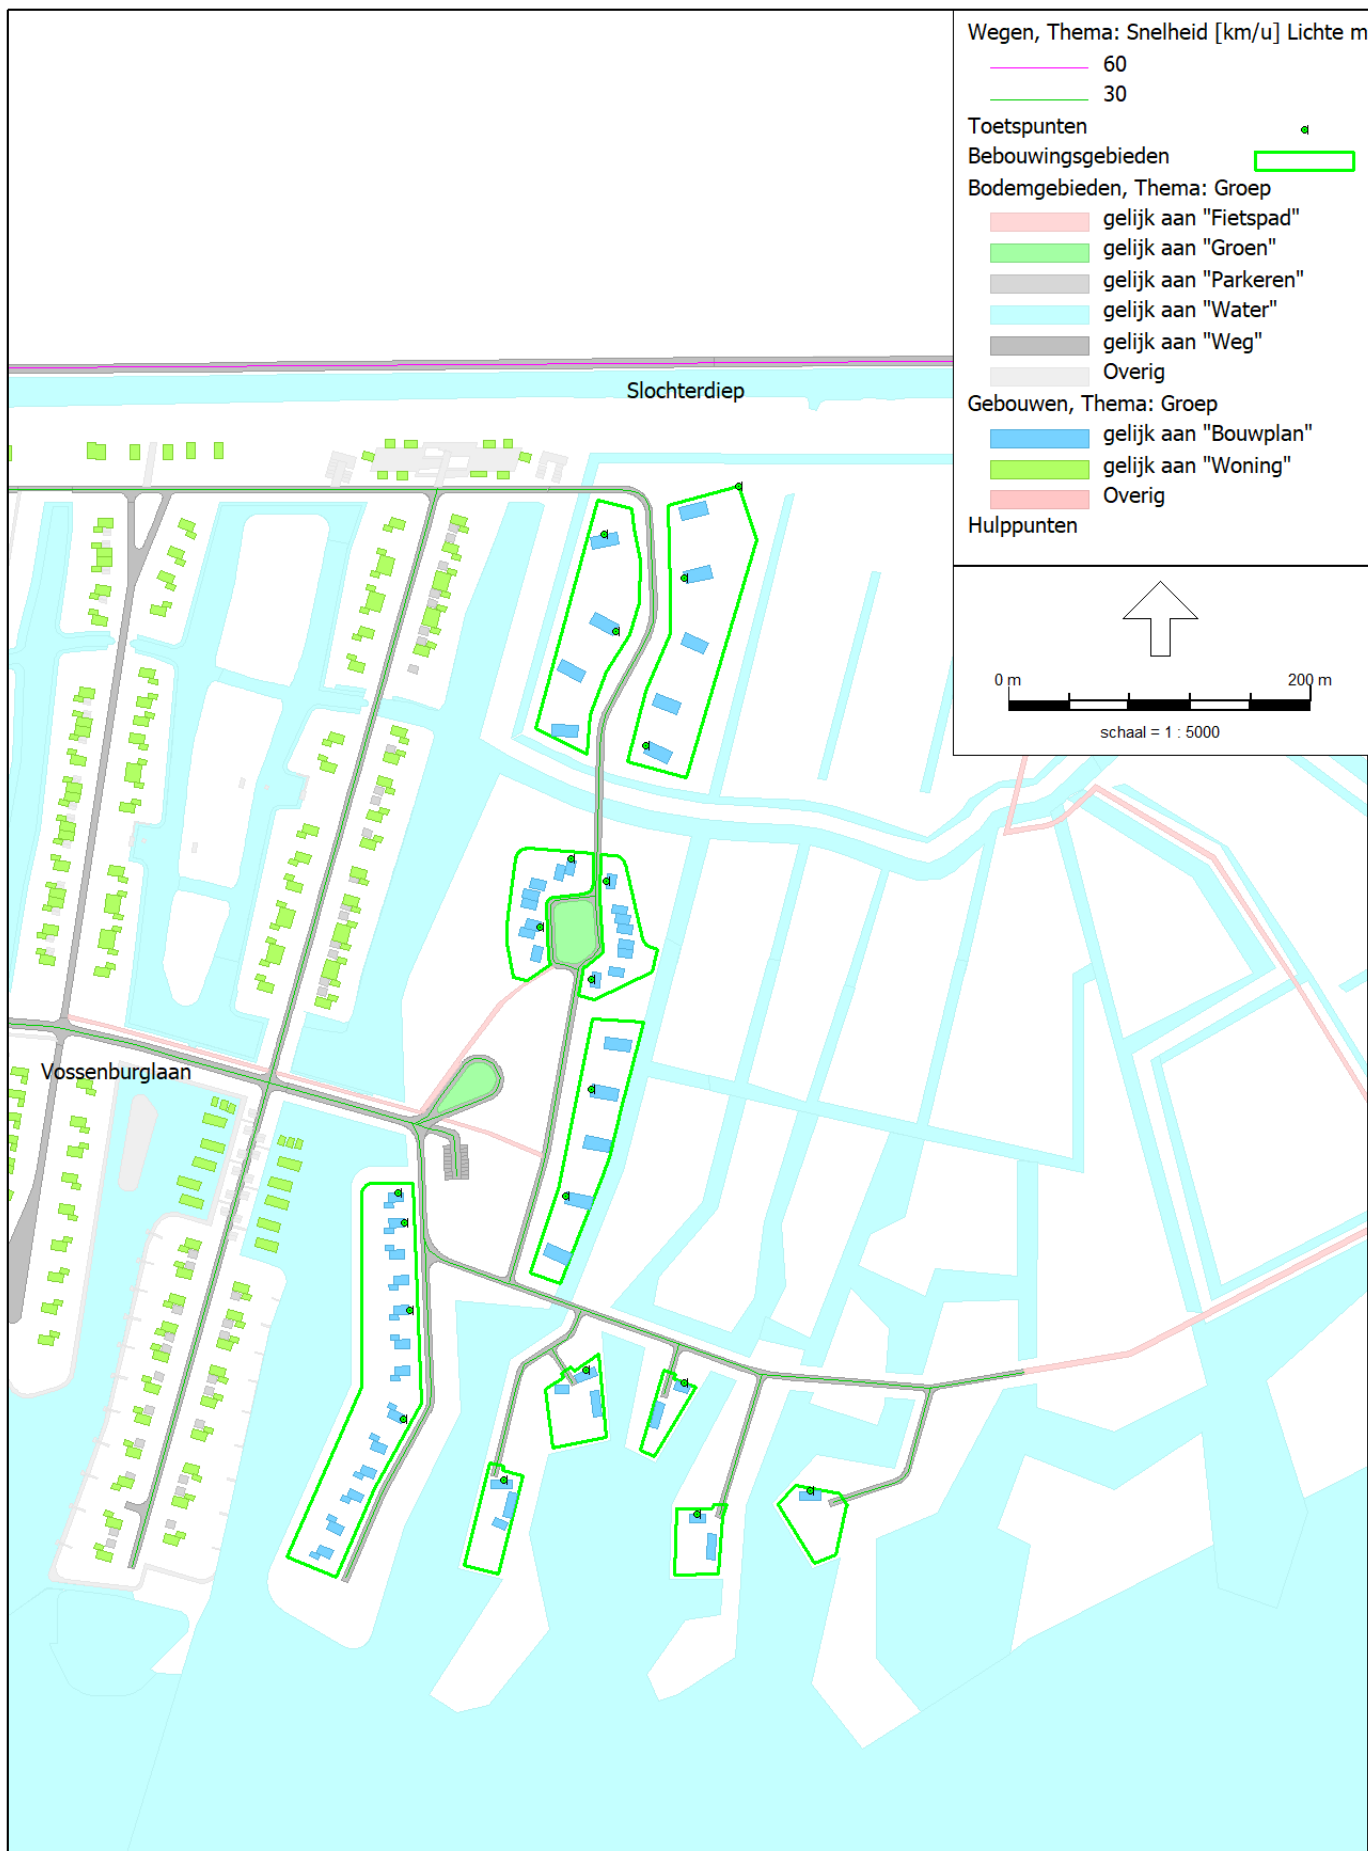 Wegen, Thema: Snelheid [km/u] Lichte m
60
30
Toetspunten
Bebouwingsgebieden
Bodemgebieden, Thema: Groep
gelijk aan "Fietspad"
gelijk aan "Groen"
gelijk aan "Parkeren"
gelijk aan "Water"
gelijk aan "Weg"
Overig
Gebouwen, Thema: Groep
gelijk aan "Bouwplan"
gelijk aan "Woning"
Overig
Hulppunten
0 m 200 m
schaal = 1 : 5000
Slochterdiep
Vossenburglaan